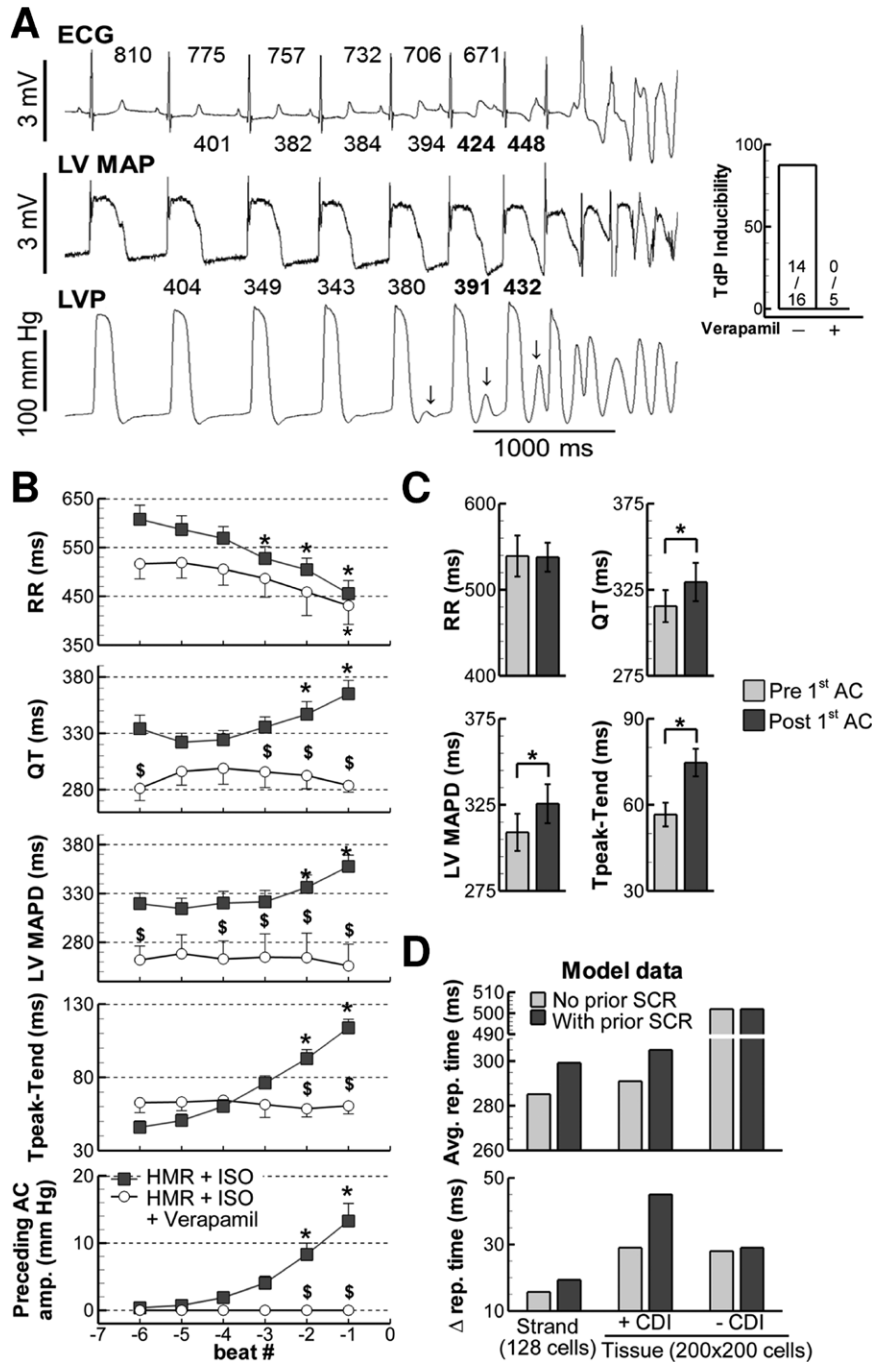 A
ECG
810 775 757 732 706 671
3 mV
401 382 384 394 424 448
LV MAP
3 mV
404 349 343 380 391 432
LVP
100 mm Hg
↓ ↓ ↓
1000 ms
100
50
0
TdP Inducibility
14
/
16
0
/
5
Verapamil − +
B
650
550
450
350
RR (ms)
* * *
*
380
330
280
QT (ms)
* *
$ $ $ $
380
330
280
LV MAPD (ms)
* *
$ $ $ $ $
130
80
30
Tpeak-Tend (ms)
* *
$ $
20
10
0
Preceding AC
amp. (mm Hg)
HMR + ISO
HMR + ISO
+ Verapamil
* *
$ $
-7 -6 -5 -4 -3 -2 -1 0
beat #
C
600
500
400
RR (ms)
375
325
275
QT (ms)
*
Pre 1st AC
Post 1st AC
375
325
275
LV MAPD (ms)
*
90
60
30
Tpeak-Tend (ms)
*
D
Model data
No prior SCR
With prior SCR
510
500
490
300
280
260
Avg. rep. time (ms)
50
30
10
Δ rep. time (ms)
Strand
(128 cells)
+ CDI - CDI
Tissue (200x200 cells)